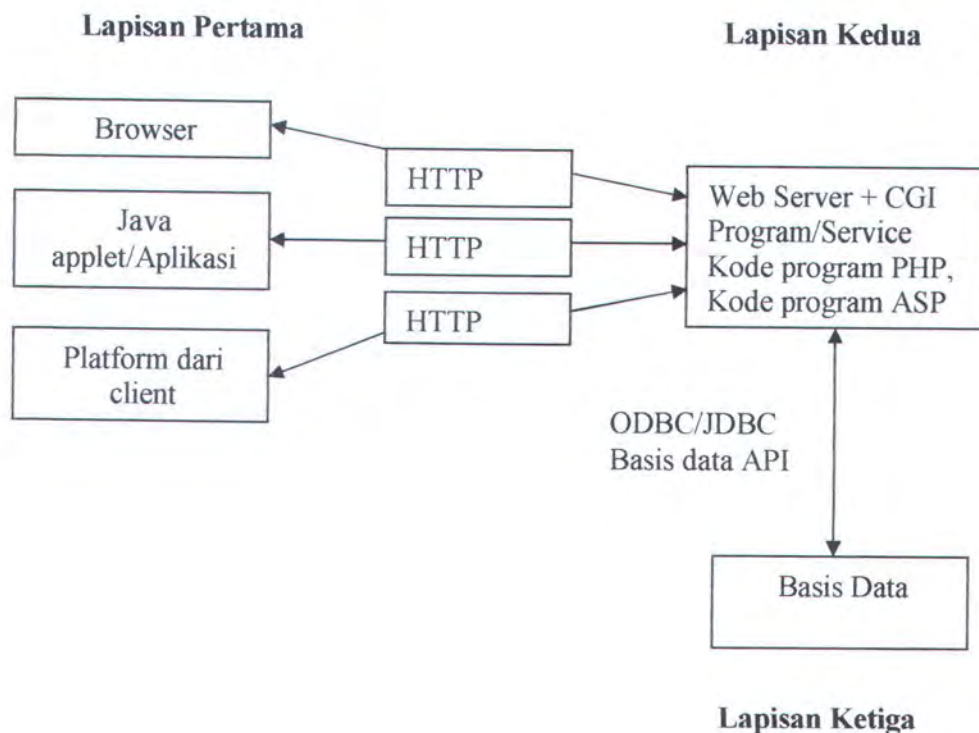 Lapisan Pertama
Lapisan Kedua
Browser
HTTP
Java
applet/Aplikasi
HTTP
Platform dari
client
HTTP
Web Server + CGI
Program/Service
Kode program PHP,
Kode program ASP
ODBC/JDBC
Basis data API
Basis Data
Lapisan Ketiga